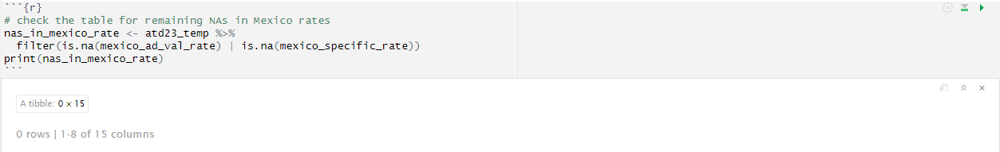 ```{r}
# check the table for remaining NAs in Mexico rates
nas_in_mexico_rate <- atd23_temp %>%
  filter(is.na(mexico_ad_val_rate) | is.na(mexico_specific_rate))
print(nas_in_mexico_rate)
```
A tibble: 0 × 15
0 rows | 1-8 of 15 columns